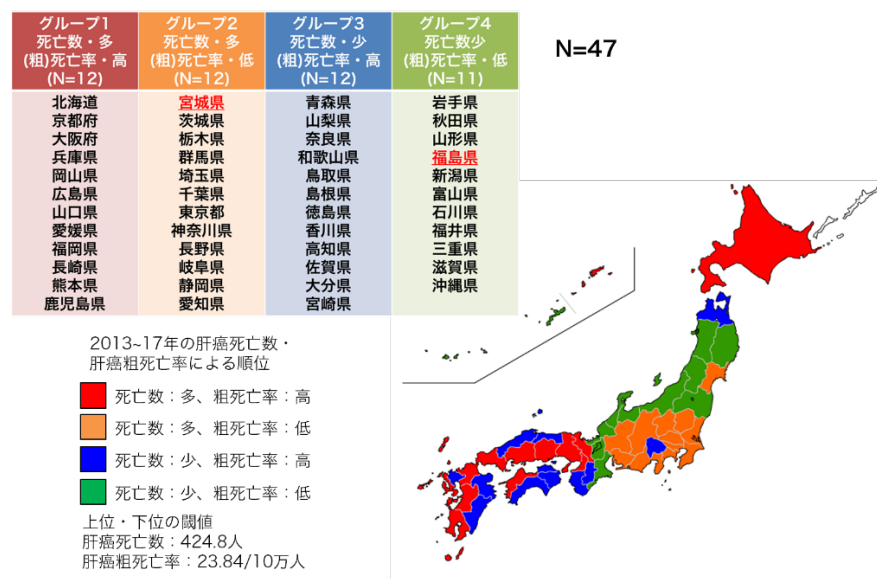 グループ1
死亡数・多
(粗)死亡率・高
(N=12)
北海道
京都府
大阪府
兵庫県
岡山県
広島県
山口県
愛媛県
福岡県
長崎県
熊本県
鹿児島県
グループ2
死亡数・多
(粗)死亡率・低
(N=12)
宮城県
茨城県
栃木県
群馬県
埼玉県
千葉県
東京都
神奈川県
長野県
岐阜県
静岡県
愛知県
グループ3
死亡数・少
(粗)死亡率・高
(N=12)
青森県
山梨県
奈良県
和歌山県
鳥取県
島根県
徳島県
香川県
高知県
佐賀県
大分県
宮崎県
グループ4
死亡数少
(粗)死亡率・低
(N=11)
岩手県
秋田県
山形県
福島県
新潟県
富山県
石川県
福井県
三重県
滋賀県
沖縄県
N=47
2013~17年の肝癌死亡数・
肝癌粗死亡率による順位
死亡数：多、粗死亡率：高
死亡数：多、粗死亡率：低
死亡数：少、粗死亡率：高
死亡数：少、粗死亡率：低
上位・下位の閾値
肝癌死亡数：424.8人
肝癌粗死亡率：23.84/10万人